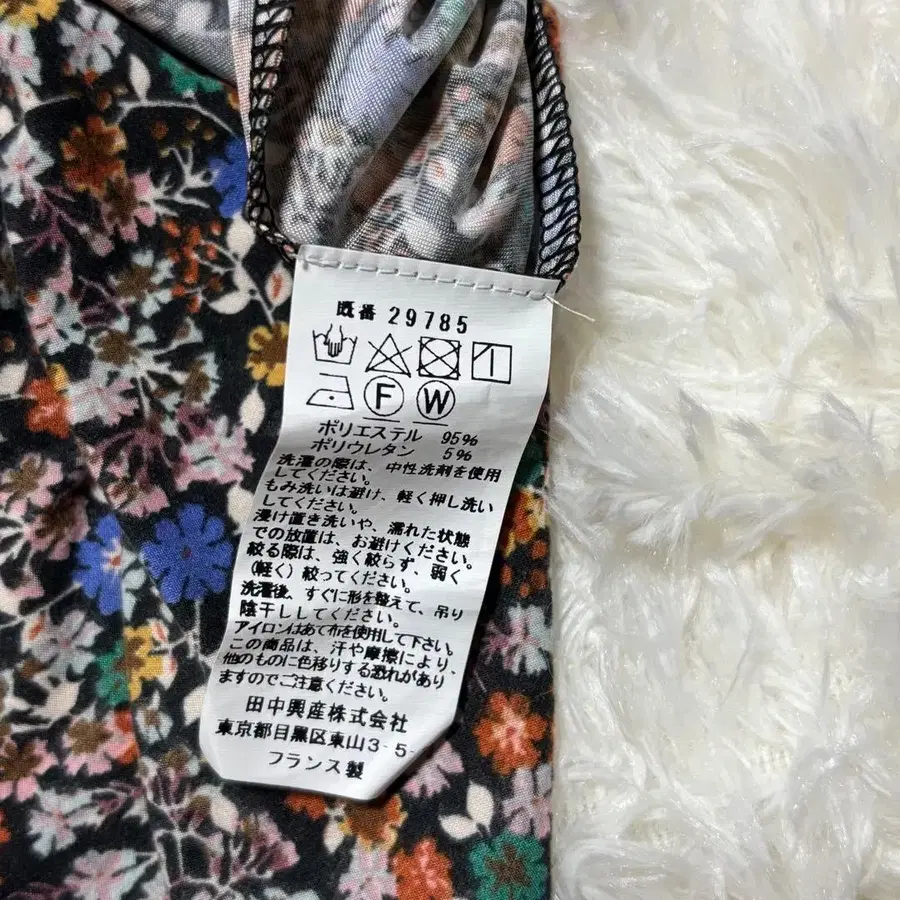 既番 29785
F W
ポリエステル 95%
ポリウレタン 5%
洗濯の際は、中性洗剤を使用
してください。
もみ洗いは避け、軽く押し洗い
してください。
浸け置き洗いや、濡れた状態
での放置は、お避けください。
絞る際は、強く絞らず、弱く
(軽く)絞ってください。
洗濯後、すぐに形を整えて、吊り
陰干ししてください。
アイロンはあて布を使用して下さい。
この商品は、汗や摩擦により、
他のものに色移りする恐れがあり
ますのでご注意ください。
田中興産株式会社
東京都目黒区東山3-5-
フランス製